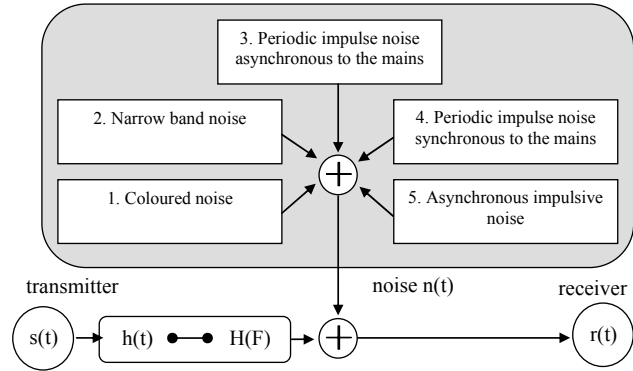 3. Periodic impulse noise
asynchronous to the mains
2. Narrow band noise
4. Periodic impulse noise
synchronous to the mains
1. Coloured noise
5. Asynchronous impulsive
noise
transmitter
noise n(t)
receiver
s(t)
h(t)
H(F)
r(t)